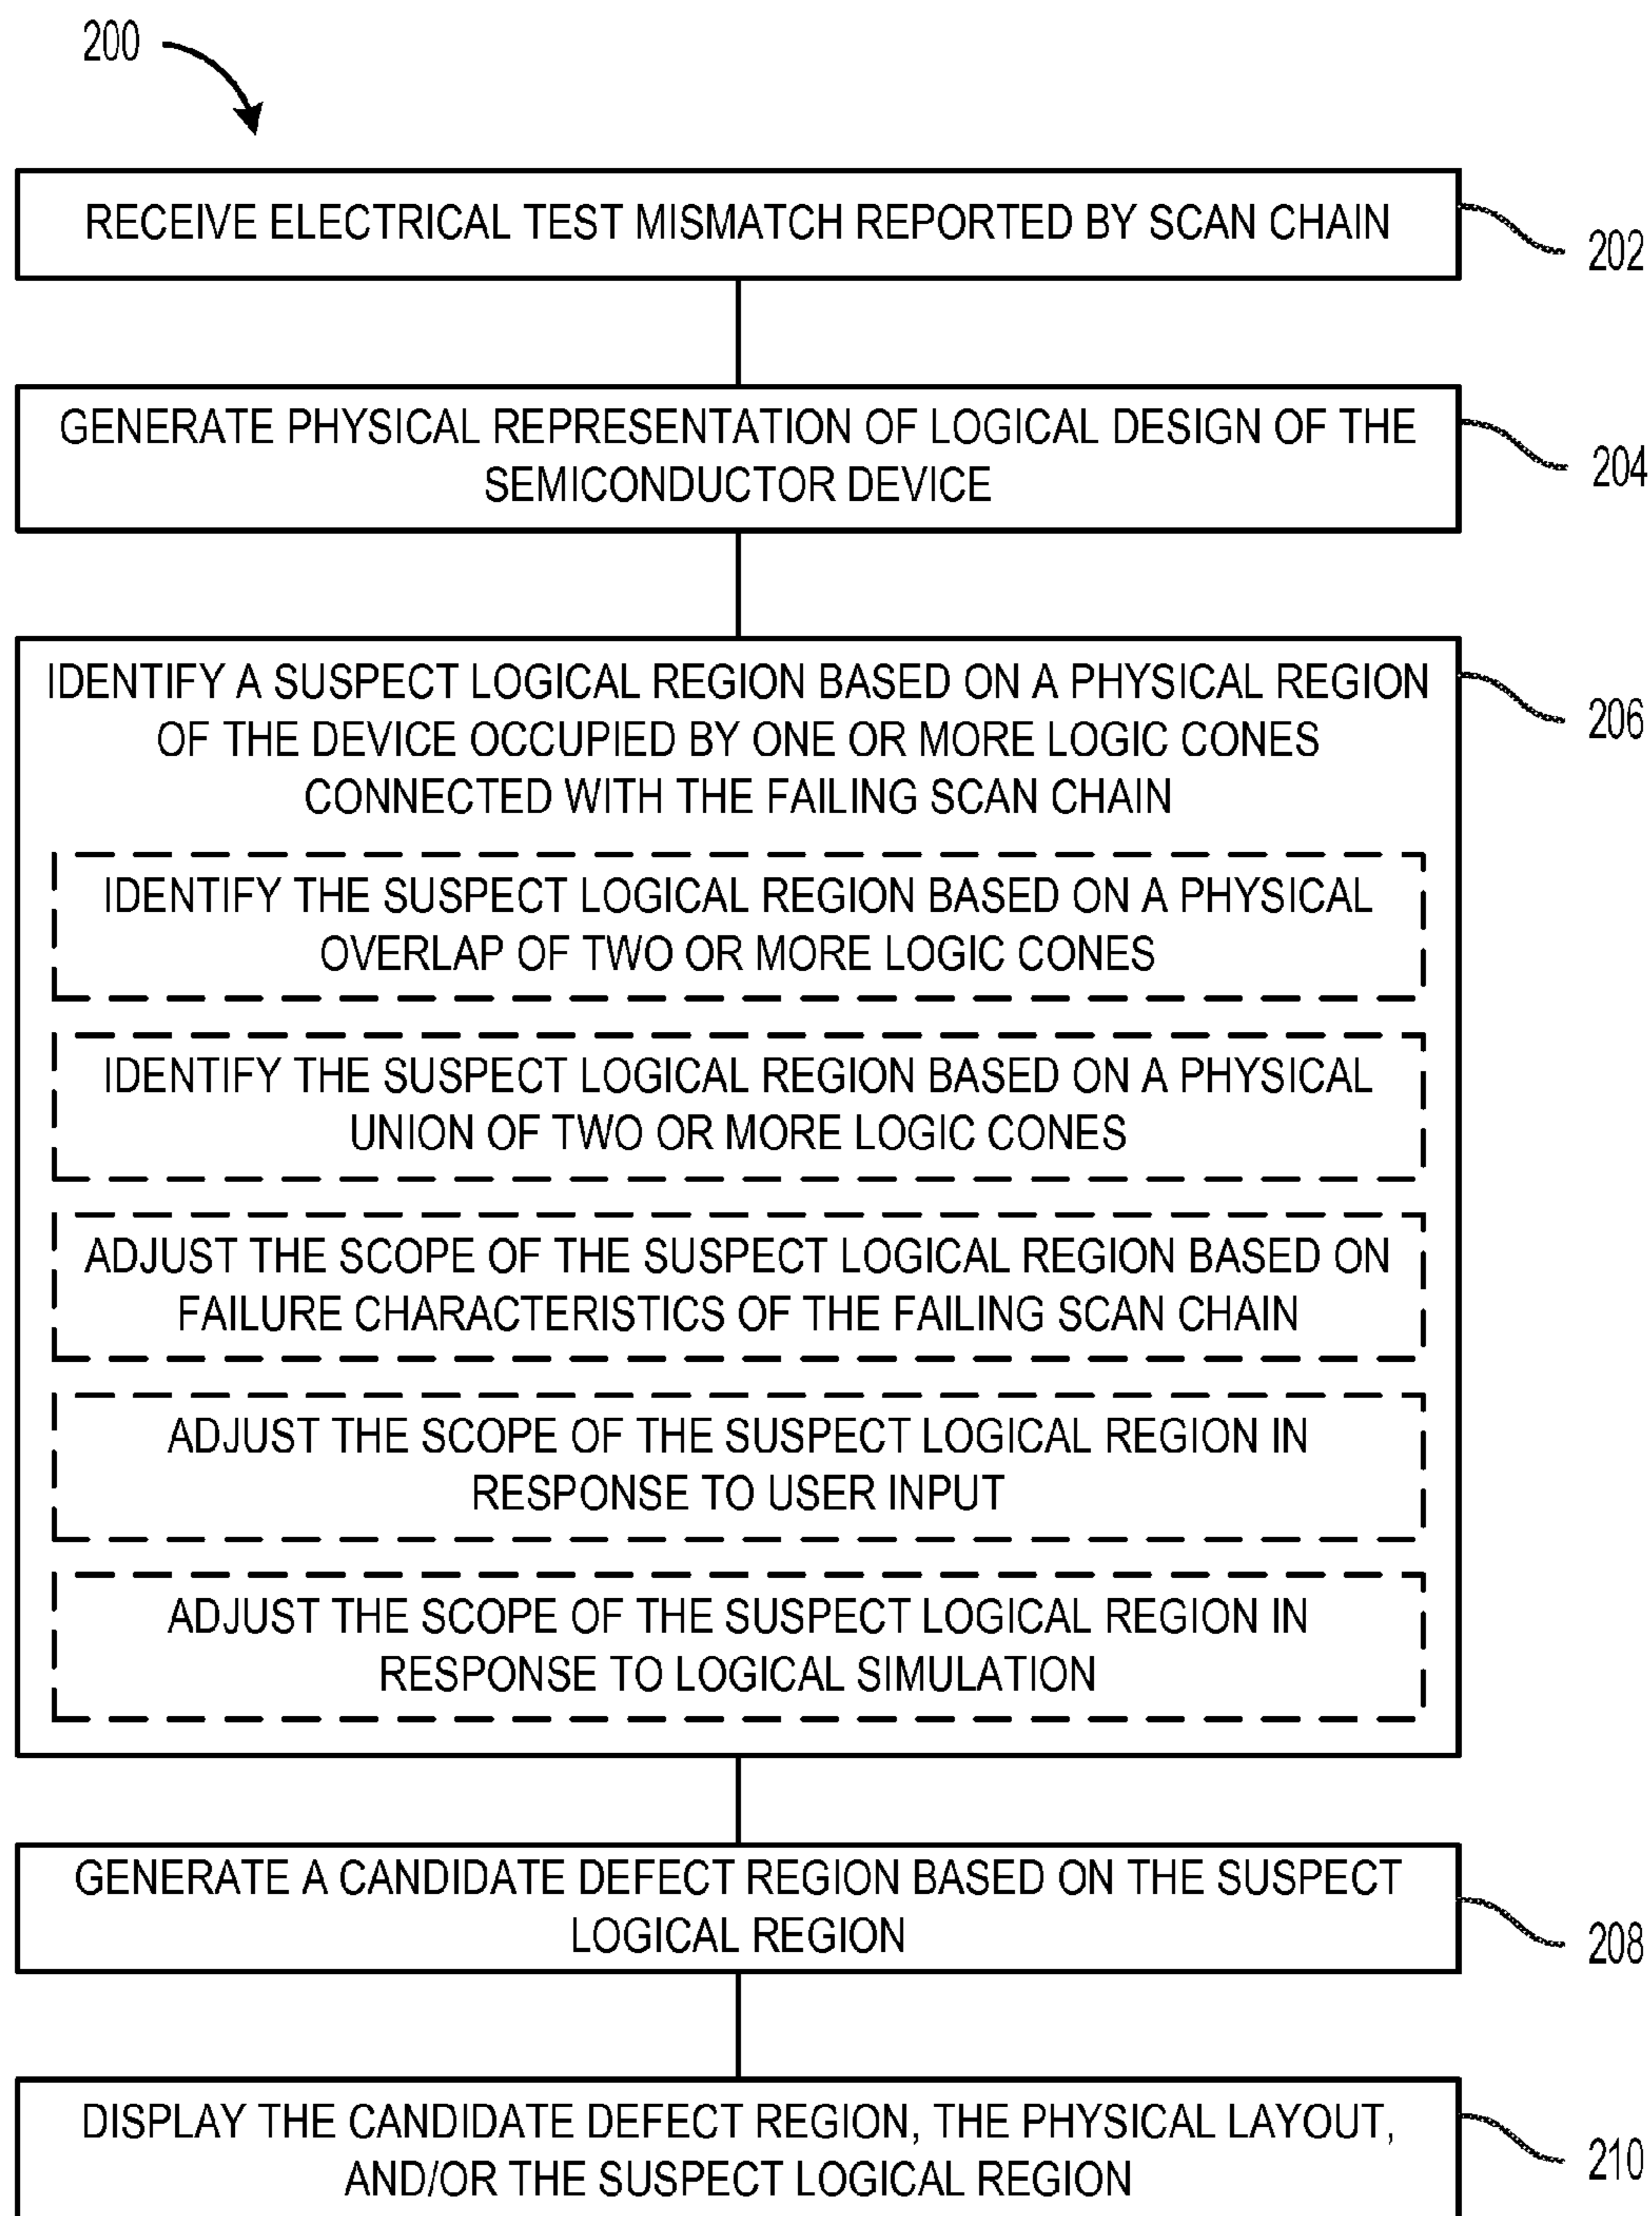 200
RECEIVE ELECTRICAL TEST MISMATCH REPORTED BY SCAN CHAIN
202
GENERATE PHYSICAL REPRESENTATION OF LOGICAL DESIGN OF THE
SEMICONDUCTOR DEVICE
204
IDENTIFY A SUSPECT LOGICAL REGION BASED ON A PHYSICAL REGION
OF THE DEVICE OCCUPIED BY ONE OR MORE LOGIC CONES
CONNECTED WITH THE FAILING SCAN CHAIN
206
IDENTIFY THE SUSPECT LOGICAL REGION BASED ON A PHYSICAL
OVERLAP OF TWO OR MORE LOGIC CONES
IDENTIFY THE SUSPECT LOGICAL REGION BASED ON A PHYSICAL
UNION OF TWO OR MORE LOGIC CONES
ADJUST THE SCOPE OF THE SUSPECT LOGICAL REGION BASED ON
FAILURE CHARACTERISTICS OF THE FAILING SCAN CHAIN
ADJUST THE SCOPE OF THE SUSPECT LOGICAL REGION IN
RESPONSE TO USER INPUT
ADJUST THE SCOPE OF THE SUSPECT LOGICAL REGION IN
RESPONSE TO LOGICAL SIMULATION
GENERATE A CANDIDATE DEFECT REGION BASED ON THE SUSPECT
LOGICAL REGION
208
DISPLAY THE CANDIDATE DEFECT REGION, THE PHYSICAL LAYOUT,
AND/OR THE SUSPECT LOGICAL REGION
210